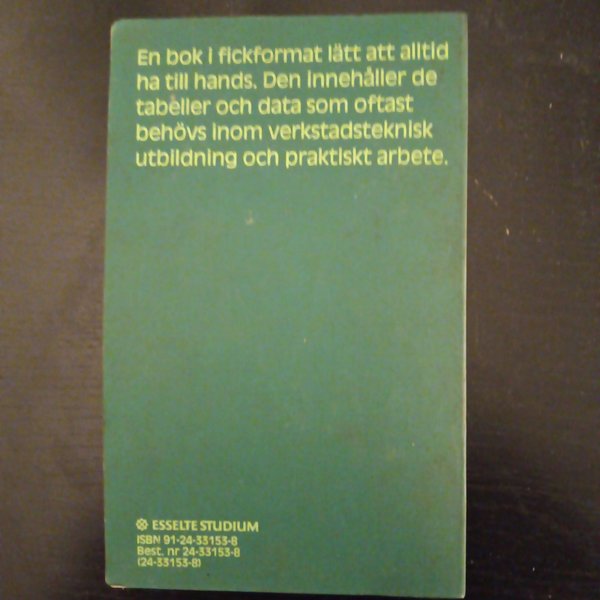 En bok i fickformat lätt att alltid
ha till hands. Den innehåller de
tabeller och data som oftast
behövs inom verkstadsteknisk
utbildning och praktiskt arbete.
ESSELTE STUDIUM
ISBN 91-24-33153-8
Best. nr 24-33153-8
(24-33153-8)